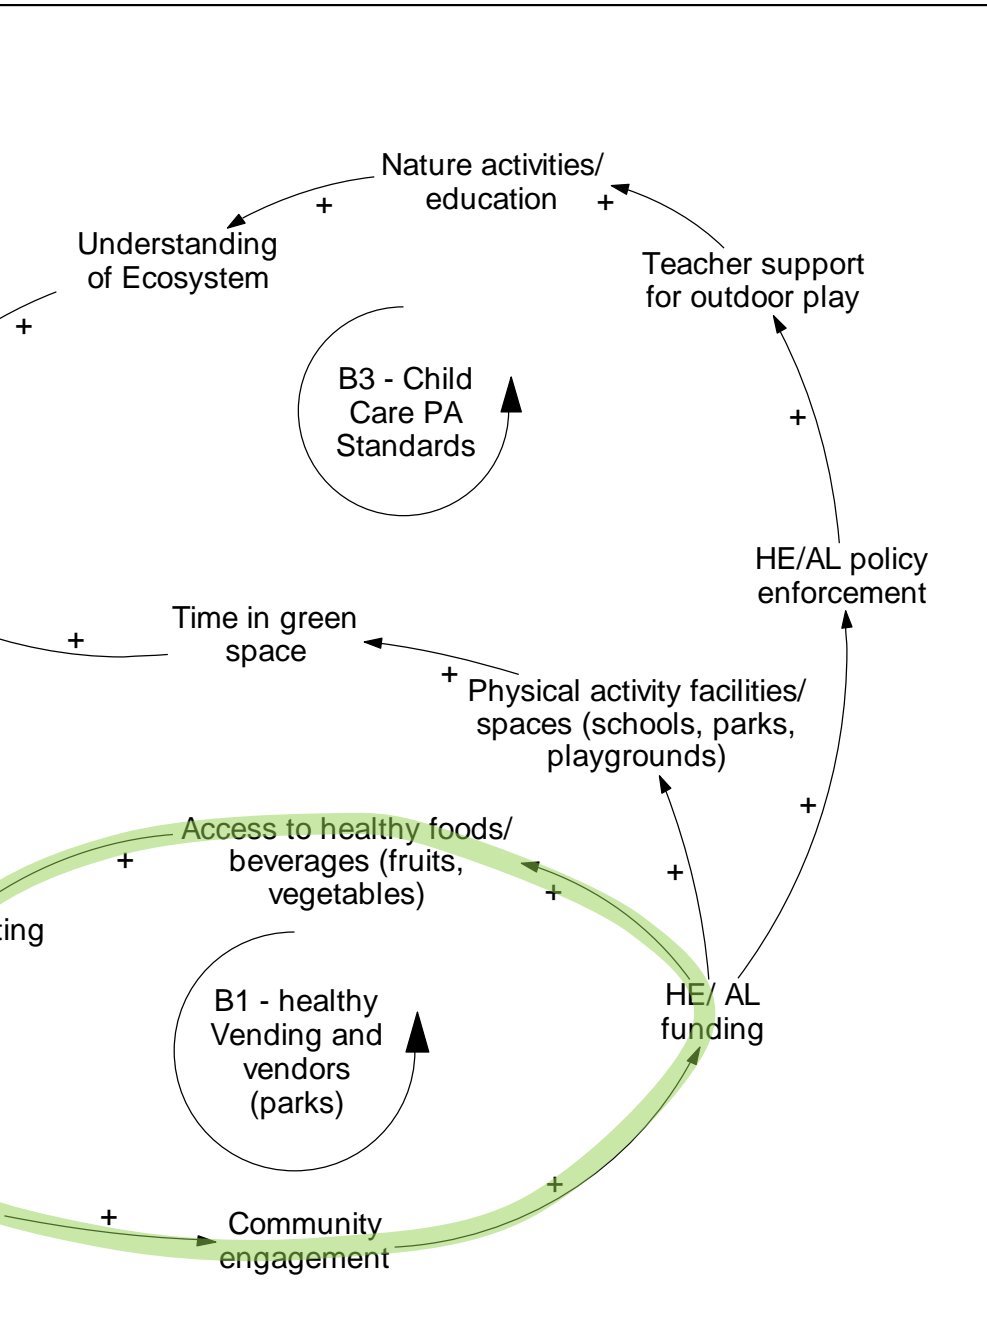 Nature activities/
education
+
+
Understanding
of Ecosystem
Teacher support
for outdoor play
+
B3 - Child
Care PA
Standards
+
HE/AL policy
enforcement
Time in green
space
+
+
Physical activity facilities/
spaces (schools, parks,
playgrounds)
+
Access to healthy foods/
beverages (fruits,
vegetables)
+
+
+
ting
B1 - healthy
Vending and
vendors
(parks)
HE/ AL
funding
+
+
Community
engagement